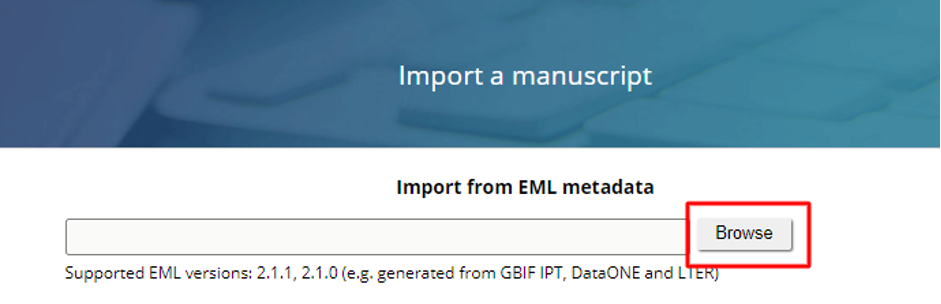 Import a manuscript
Import from EML metadata
Browse
Supported EML versions: 2.1.1, 2.1.0 (e.g. generated from GBIF IPT, DataONE and LTER)